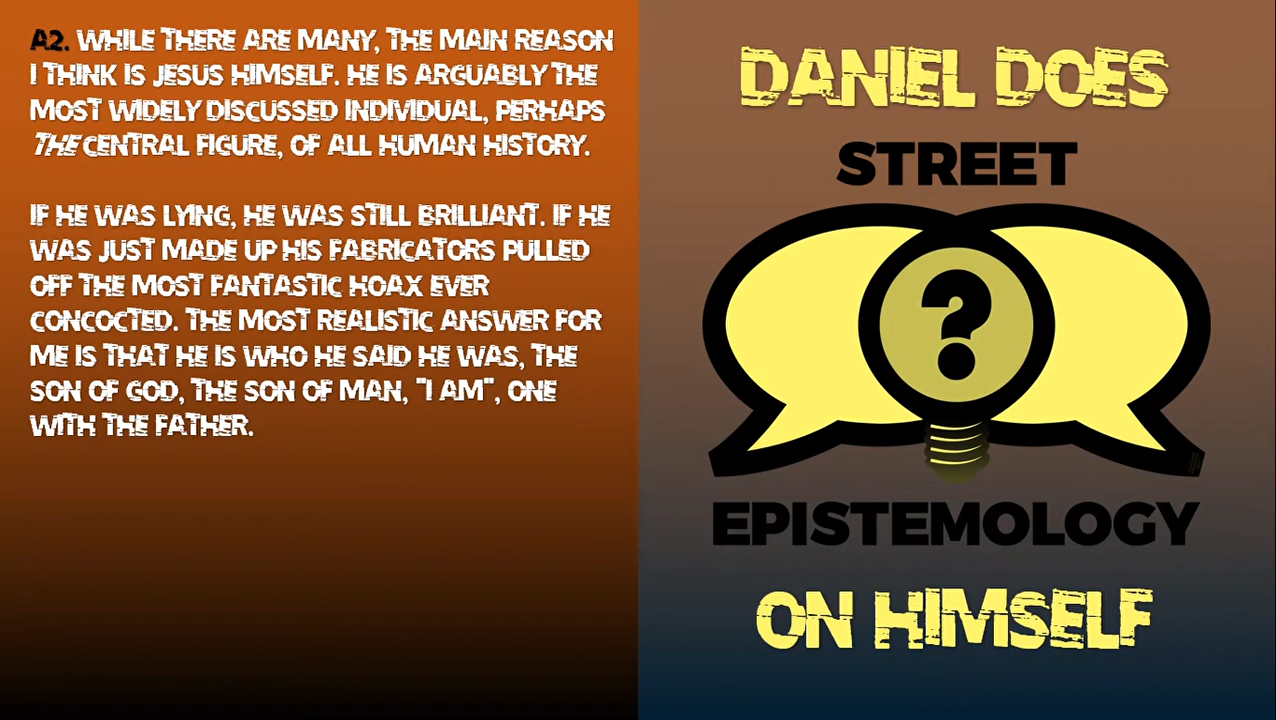 A2. WHILE THERE ARE MANY, THE MAIN REASON
I THINK IS JESUS HIMSELF. HE IS ARGUABLY THE
MOST WIDELY DISCUSSED INDIVIDUAL, PERHAPS
THE CENTRAL FIGURE, OF ALL HUMAN HISTORY.
IF HE WAS LYING, HE WAS STILL BRILLIANT. IF HE
WAS JUST MADE UP HIS FABRICATORS PULLED
OFF THE MOST FANTASTIC HOAX EVER
CONCOCTED. THE MOST REALISTIC ANSWER FOR
ME IS THAT HE IS WHO HE SAID HE WAS, THE
SON OF GOD, THE SON OF MAN, "I AM", ONE
WITH THE FATHER.
DANIEL DOES
STREET
?
EPISTEMOLOGY
ON HIMSELF